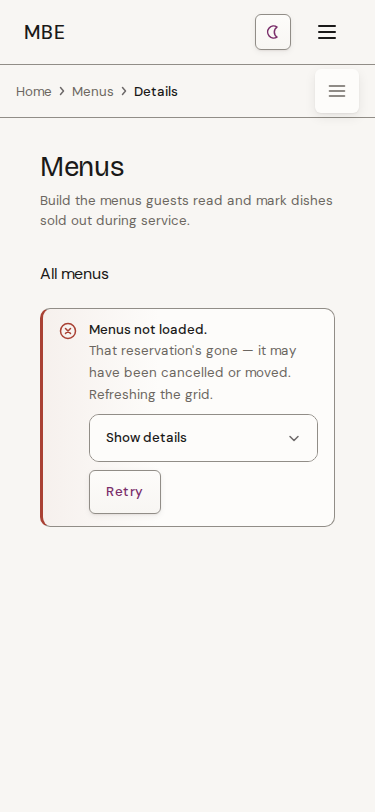 MBE
Home > Menus > Details
Menus
Build the menus guests read and mark dishes
sold out during service.
All menus
Menus not loaded.
That reservation's gone — it may
have been cancelled or moved.
Refreshing the grid.
Show details
Retry